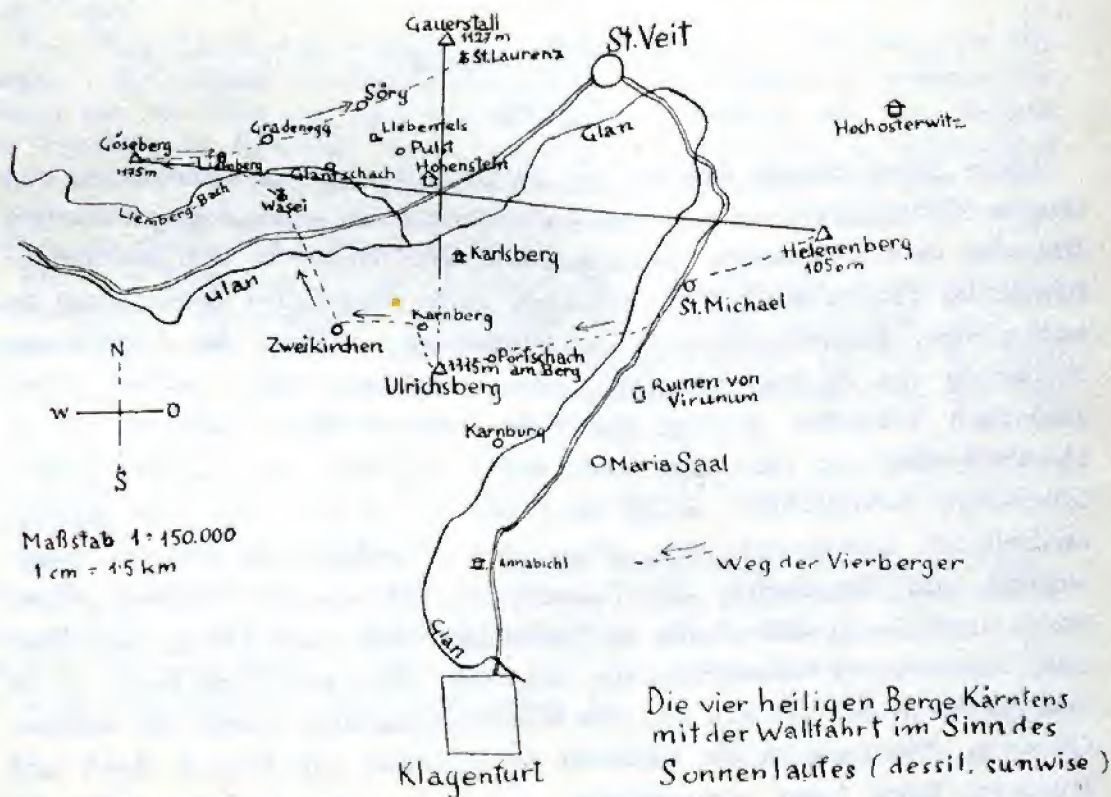 Gauerstall
1127 m
St. Laurenz
St. Veit
Sörg
Hochosterwitz
Gradenegg
Liebenfels
Pulst
Glan
Göseberg
1175 m
Liemberg
Glantschach
Hohenstein
Liemberg-Bach
Wasei
Helenenberg
1050 m
Karlsberg
Glan
St. Michael
Karnberg
Zweikirchen
1115 m
Pörtschach
am Berg
Ulrichsberg
N
W O
S
Ruinen von
Virunum
Karnburg
Maria Saal
Maßstab 1:150.000
1 cm = 1.5 km
Annabichl
Weg der Vierberger
Glan
Klagenfurt
Die vier heiligen Berge Kärntens
mit der Wallfahrt im Sinn des
Sonnenlaufes (dessil, sunwise)